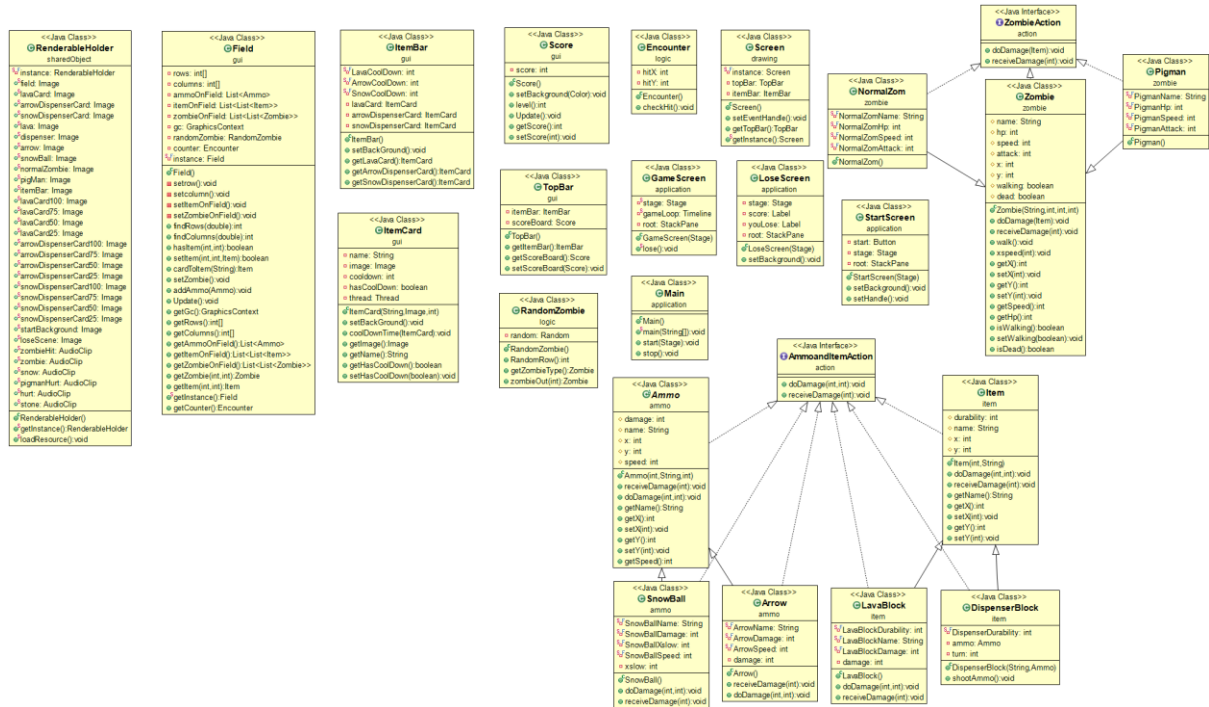 <<Java Class>>
RenderableHolder
sharedObject
instance: RenderableHolder
field: Image
lavaCard: Image
arrowDispenserCard: Image
snowDispenserCard: Image
lava: Image
dispenser: Image
arrow: Image
snowBall: Image
normalZombie: Image
pigMan: Image
itemBar: Image
lavaCard100: Image
lavaCard75: Image
lavaCard50: Image
lavaCard25: Image
arrowDispenserCard100: Image
arrowDispenserCard75: Image
arrowDispenserCard50: Image
arrowDispenserCard25: Image
snowDispenserCard100: Image
snowDispenserCard75: Image
snowDispenserCard50: Image
snowDispenserCard25: Image
startBackground: Image
loseScene: Image
zombieHit: AudioClip
zombie: AudioClip
snow: AudioClip
pigmanHurt: AudioClip
hurt: AudioClip
stone: AudioClip
RenderableHolder()
getInstance():RenderableHolder
loadResource():void
<<Java Class>>
Field
gui
rows: int[]
columns: int[]
ammoOnField: List<Ammo>
itemOnField: List<List<Item>>
zombieOnField: List<List<Zombie>>
gc: GraphicsContext
randomZombie: RandomZombie
counter: Encounter
instance: Field
Field()
setrow():void
setcolumn():void
setItemOnField():void
setZombieOnField():void
findRows(double):int
findColumns(double):int
hasItem(int,int):boolean
setItem(int,int,Item):boolean
cardToItem(String):Item
setZombie():void
addAmmo(Ammo):void
Update():void
getGc():GraphicsContext
getRows():int[]
getColumns():int[]
getAmmoOnField():List<Ammo>
getItemOnField():List<List<Item>>
getZombieOnField():List<List<Zombie>>
getZombie(int,int):Zombie
getItem(int,int):Item
getInstance():Field
getCounter():Encounter
<<Java Class>>
ItemBar
gui
LavaCoolDown: int
ArrowCoolDown: int
SnowCoolDown: int
lavaCard: ItemCard
arrowDispenserCard: ItemCard
snowDispenserCard: ItemCard
ItemBar()
setBackGround():void
getLavaCard():ItemCard
getArrowDispenserCard():ItemCard
getSnowDispenserCard():ItemCard
<<Java Class>>
ItemCard
gui
name: String
image: Image
cooldown: int
hasCoolDown: boolean
thread: Thread
ItemCard(String,Image,int)
setBackGround():void
coolDownTime(ItemCard):void
getImage():Image
getName():String
getHasCoolDown():boolean
setHasCoolDown(boolean):void
<<Java Class>>
Score
gui
score: int
Score()
setBackground(Color):void
level():int
Update():void
getScore():int
setScore(int):void
<<Java Class>>
TopBar
gui
itemBar: ItemBar
scoreBoard: Score
TopBar()
getItemBar():ItemBar
getScoreBoard():Score
setScoreBoard(Score):void
<<Java Class>>
RandomZombie
logic
random: Random
RandomZombie()
RandomRow():int
getZombieType():Zombie
zombieOut(int):Zombie
<<Java Class>>
Encounter
logic
hitX: int
hitY: int
Encounter()
checkHit():void
<<Java Class>>
Screen
drawing
instance: Screen
topBar: TopBar
itemBar: ItemBar
Screen()
setEventHandle():void
getTopBar():TopBar
getInstance():Screen
<<Java Class>>
GameScreen
application
stage: Stage
gameLoop: Timeline
root: StackPane
GameScreen(Stage)
lose():void
<<Java Class>>
LoseScreen
application
stage: Stage
score: Label
youLose: Label
root: StackPane
LoseScreen(Stage)
setBackground():void
<<Java Class>>
StartScreen
application
start: Button
stage: Stage
root: StackPane
StartScreen(Stage)
setBackground():void
setHandle():void
<<Java Class>>
Main
application
Main()
main(String[]):void
start(Stage):void
stop():void
<<Java Interface>>
ZombieAction
action
doDamage(Item):void
receiveDamage(int):void
<<Java Class>>
NormalZom
zombie
NormalZomName: String
NormalZomHp: int
NormalZomSpeed: int
NormalZomAttack: int
NormalZom()
<<Java Class>>
Zombie
zombie
name: String
hp: int
speed: int
attack: int
x: int
y: int
walking: boolean
dead: boolean
Zombie(String,int,int,int)
doDamage(Item):void
receiveDamage(int):void
walk():void
xspeed(int):void
getX():int
setX(int):void
getY():int
setY(int):void
getSpeed():int
getHp():int
isWalking():boolean
setWalking(boolean):void
isDead():boolean
<<Java Class>>
Pigman
zombie
PigmanName: String
PigmanHp: int
PigmanSpeed: int
PigmanAttack: int
Pigman()
<<Java Interface>>
AmmoandItemAction
action
doDamage(int,int):void
receiveDamage(int):void
<<Java Class>>
Ammo
ammo
damage: int
name: String
x: int
y: int
speed: int
Ammo(int,String,int)
receiveDamage(int):void
doDamage(int,int):void
getName():String
getX():int
setX(int):void
getY():int
setY(int):void
getSpeed():int
<<Java Class>>
Item
item
durability: int
name: String
x: int
y: int
Item(int,String)
doDamage(int,int):void
receiveDamage(int):void
getName():String
getX():int
setX(int):void
getY():int
setY(int):void
<<Java Class>>
SnowBall
ammo
SnowBallName: String
SnowBallDamage: int
SnowBallXslow: int
SnowBallSpeed: int
xslow: int
SnowBall()
doDamage(int,int):void
receiveDamage(int):void
<<Java Class>>
Arrow
ammo
ArrowName: String
ArrowDamage: int
ArrowSpeed: int
damage: int
Arrow()
receiveDamage(int):void
doDamage(int,int):void
<<Java Class>>
LavaBlock
item
LavaBlockDurability: int
LavaBlockName: String
LavaBlockDamage: int
damage: int
LavaBlock()
doDamage(int,int):void
receiveDamage(int):void
<<Java Class>>
DispenserBlock
item
DispenserDurability: int
ammo: Ammo
turn: int
DispenserBlock(String,Ammo)
shootAmmo():void